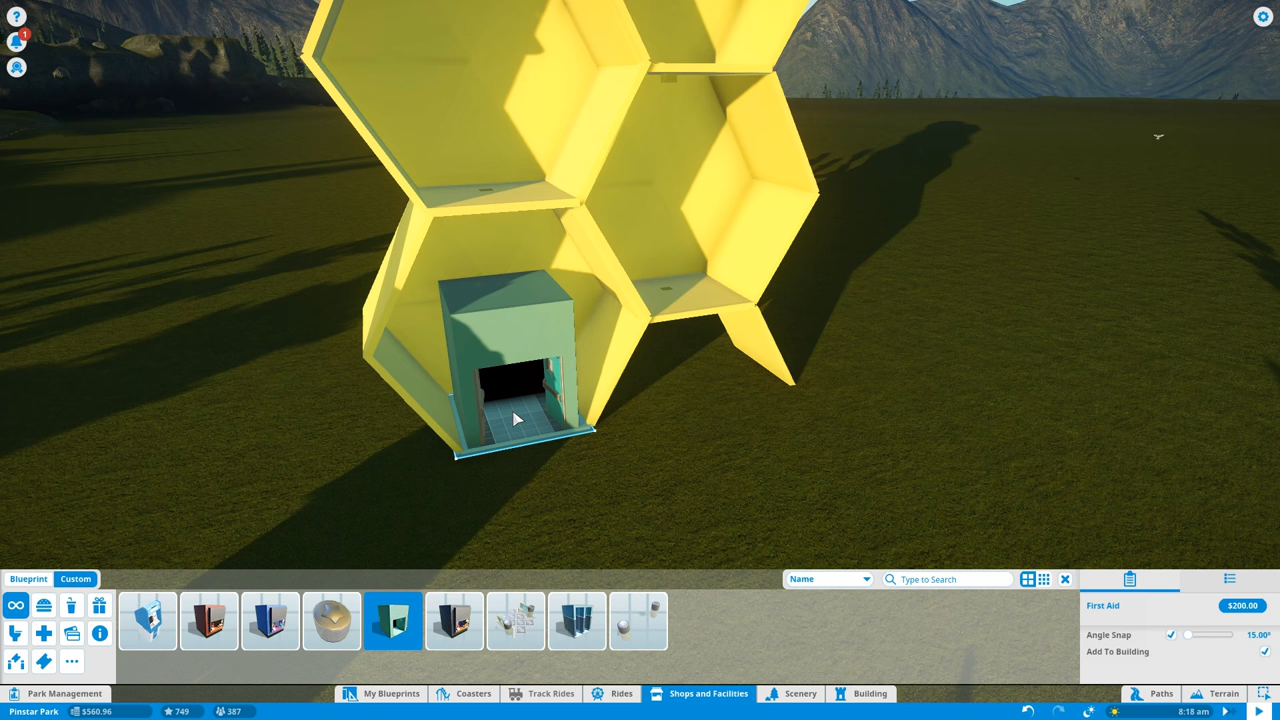 ?
1
Blueprint
Custom
Name
Type to Search
First Aid
$200.00
Angle Snap
15.00°
Add To Building
Park Management
My Blueprints
Coasters
Track Rides
Rides
Shops and Facilities
Scenery
Building
Paths
Terrain
Pinstar Park
$560.96
749
387
8:18 am